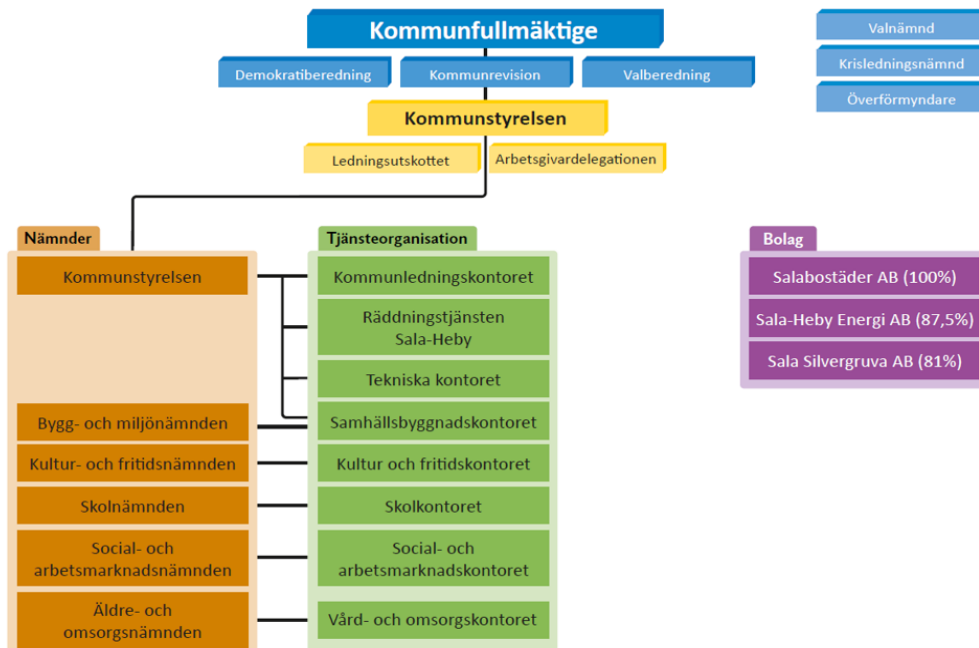 Kommunfullmäktige
Demokratiberedning
Kommunrevision
Valberedning
Valnämnd
Krisledningsnämnd
Överförmyndare
Kommunstyrelsen
Ledningsutskottet
Arbetsgivardelegationen
Nämnder
Kommunstyrelsen
Bygg- och miljönämnden
Kultur- och fritidsnämnden
Skolnämnden
Social- och
arbetsmarknadsnämnden
Äldre- och
omsorgsnämnden
Tjänsteorganisation
Kommunledningskontoret
Räddningstjänsten
Sala-Heby
Tekniska kontoret
Samhällsbyggnadskontoret
Kultur och fritidskontoret
Skolkontoret
Social- och
arbetsmarknadskontoret
Vård- och omsorgskontoret
Bolag
Salabostäder AB (100%)
Sala-Heby Energi AB (87,5%)
Sala Silvergruva AB (81%)